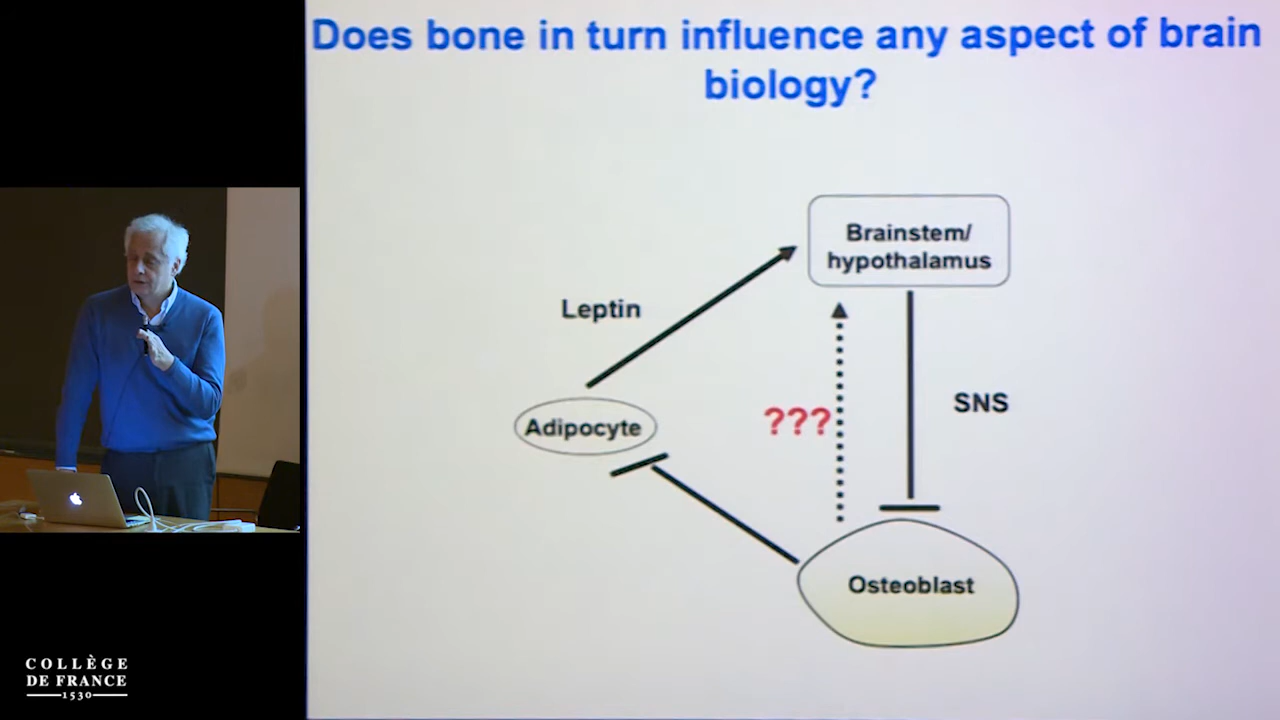 Does bone in turn influence any aspect of brain
biology?
Brainstem/
hypothalamus
Leptin
???
SNS
Adipocyte
Osteoblast
COLLÈGE
DE FRANCE
1530